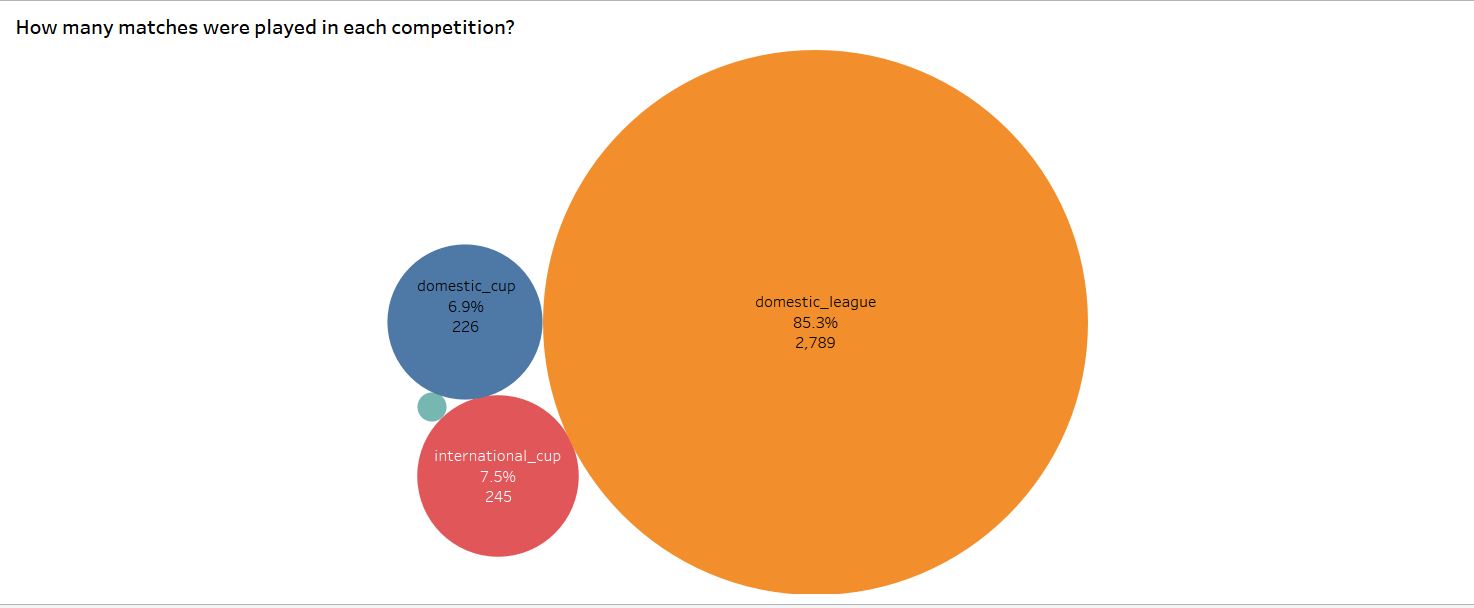 How many matches were played in each competition?
domestic_cup
6.9%
226
domestic_league
85.3%
2,789
international_cup
7.5%
245